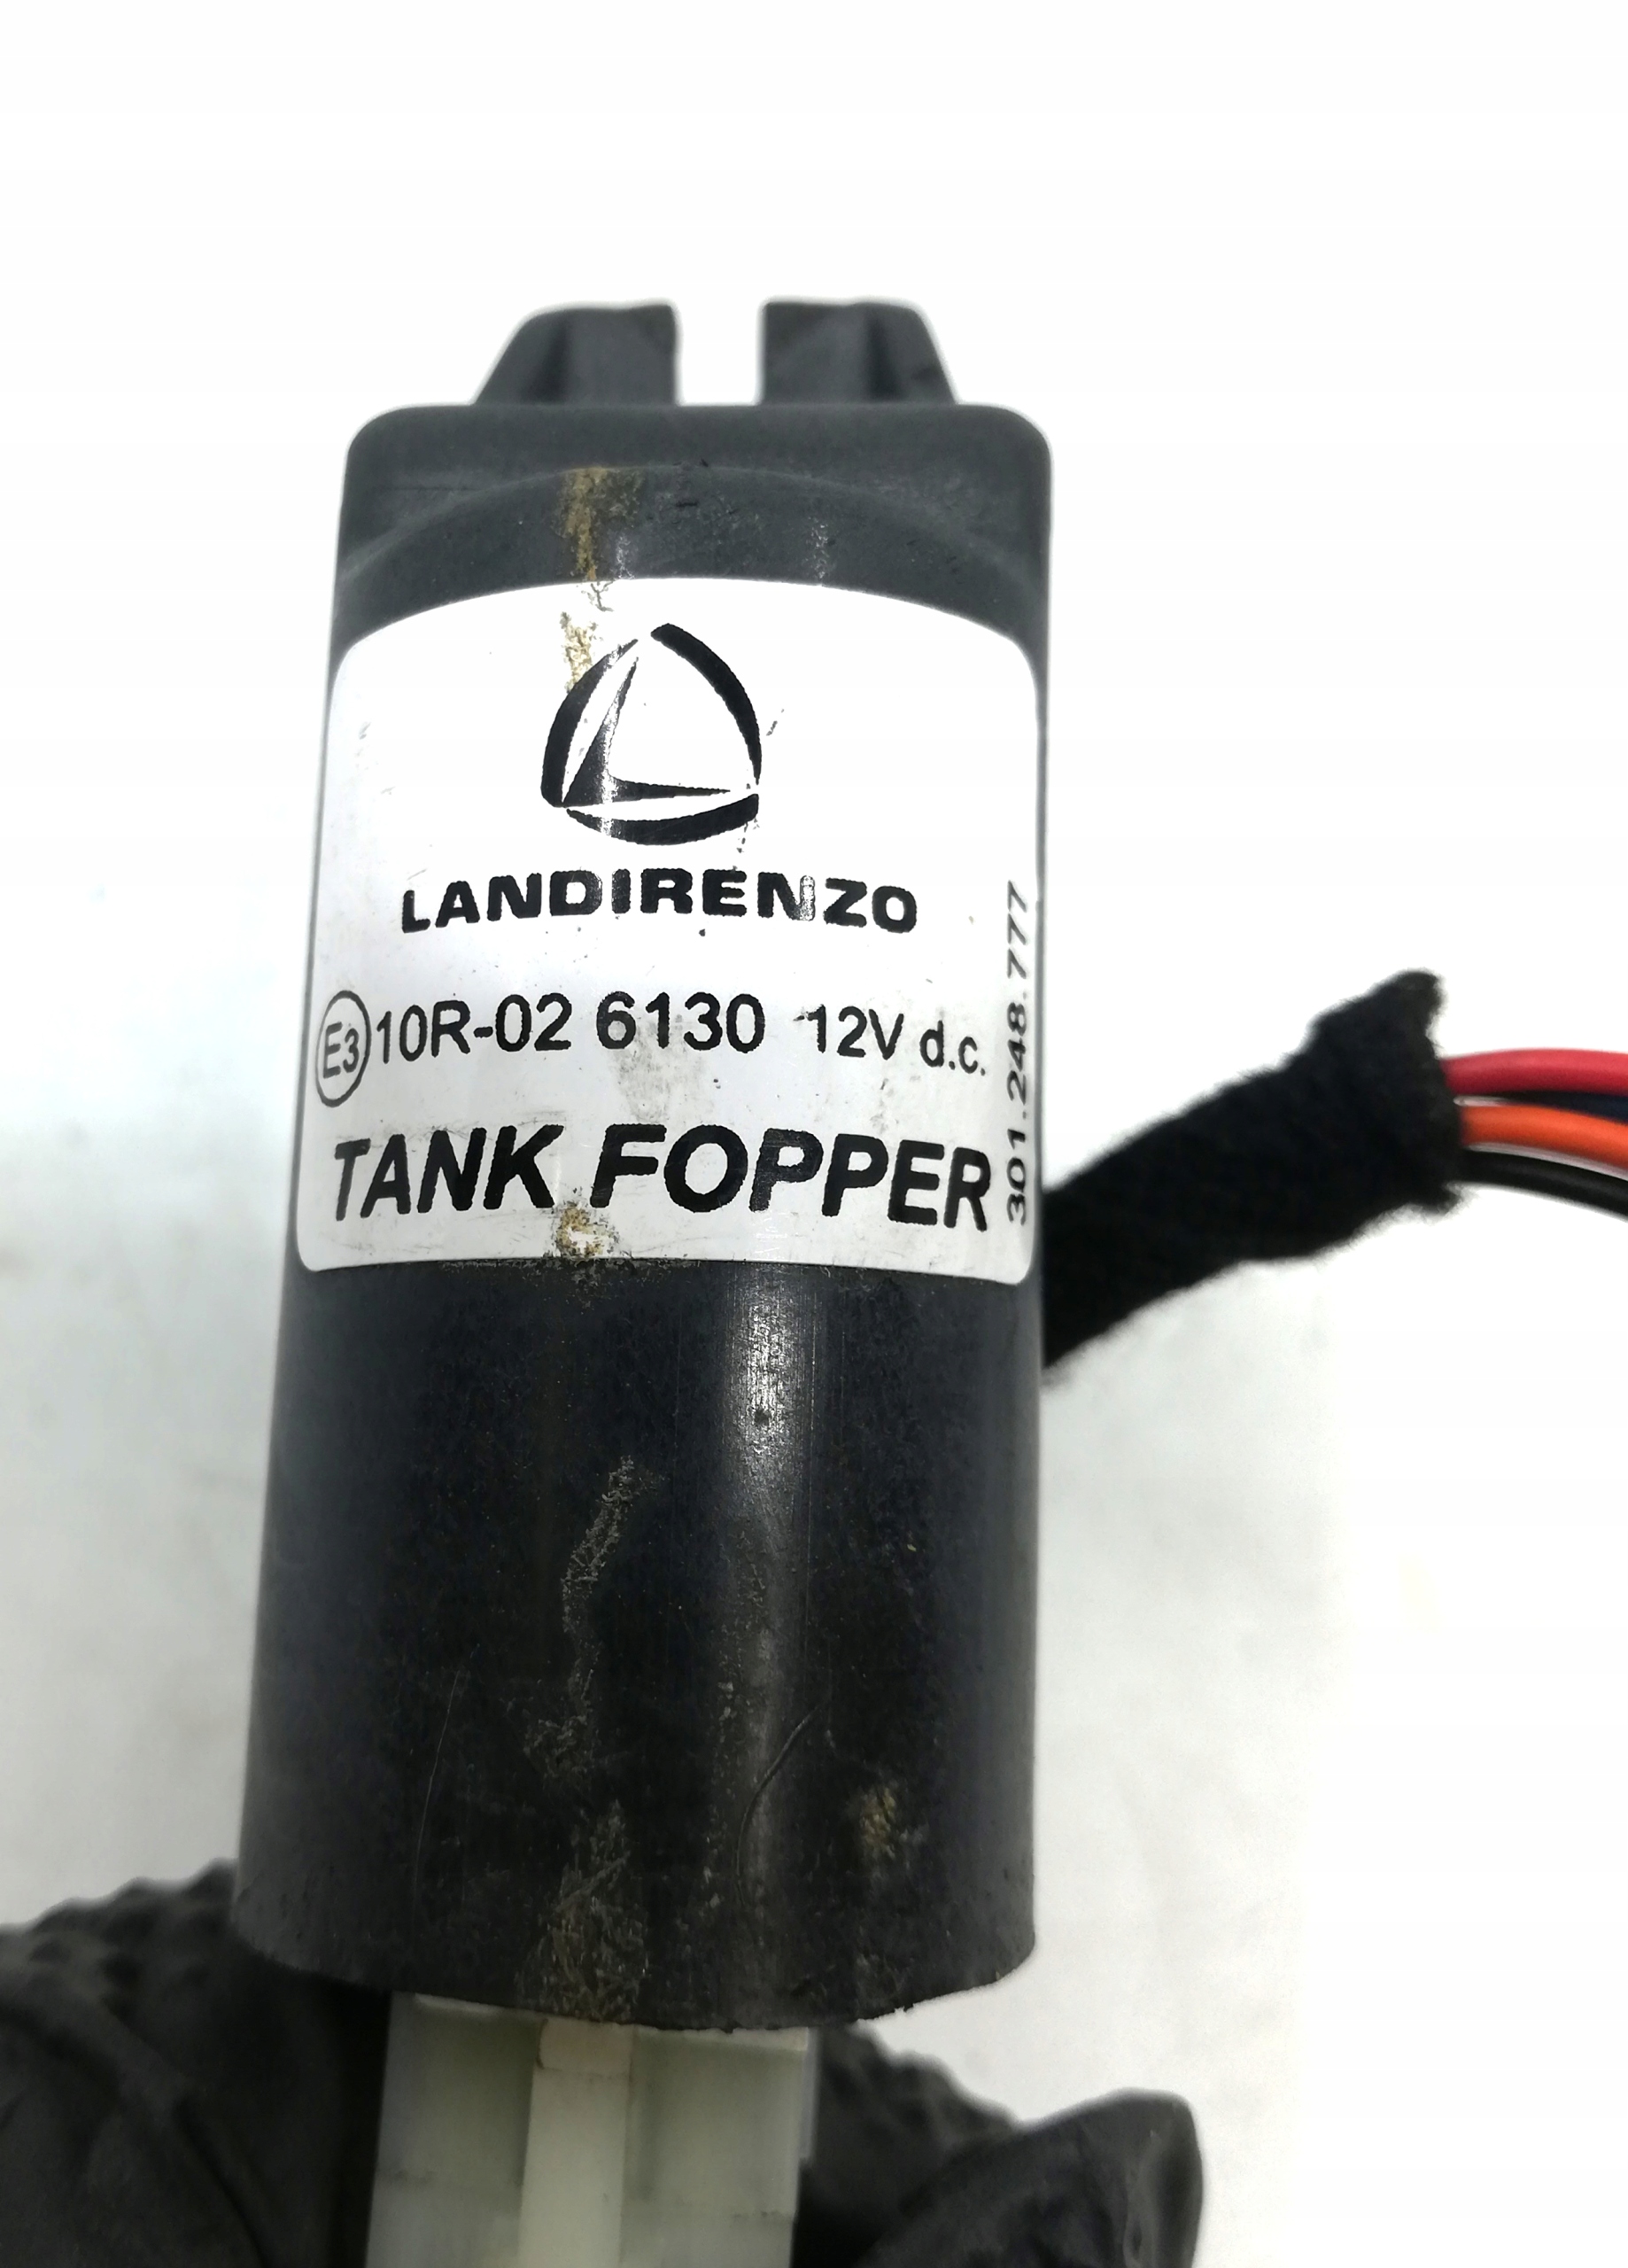 LANDIRENZO
E3 10R-02 6130 12V d.c.
TANK FOPPER
301.248.777